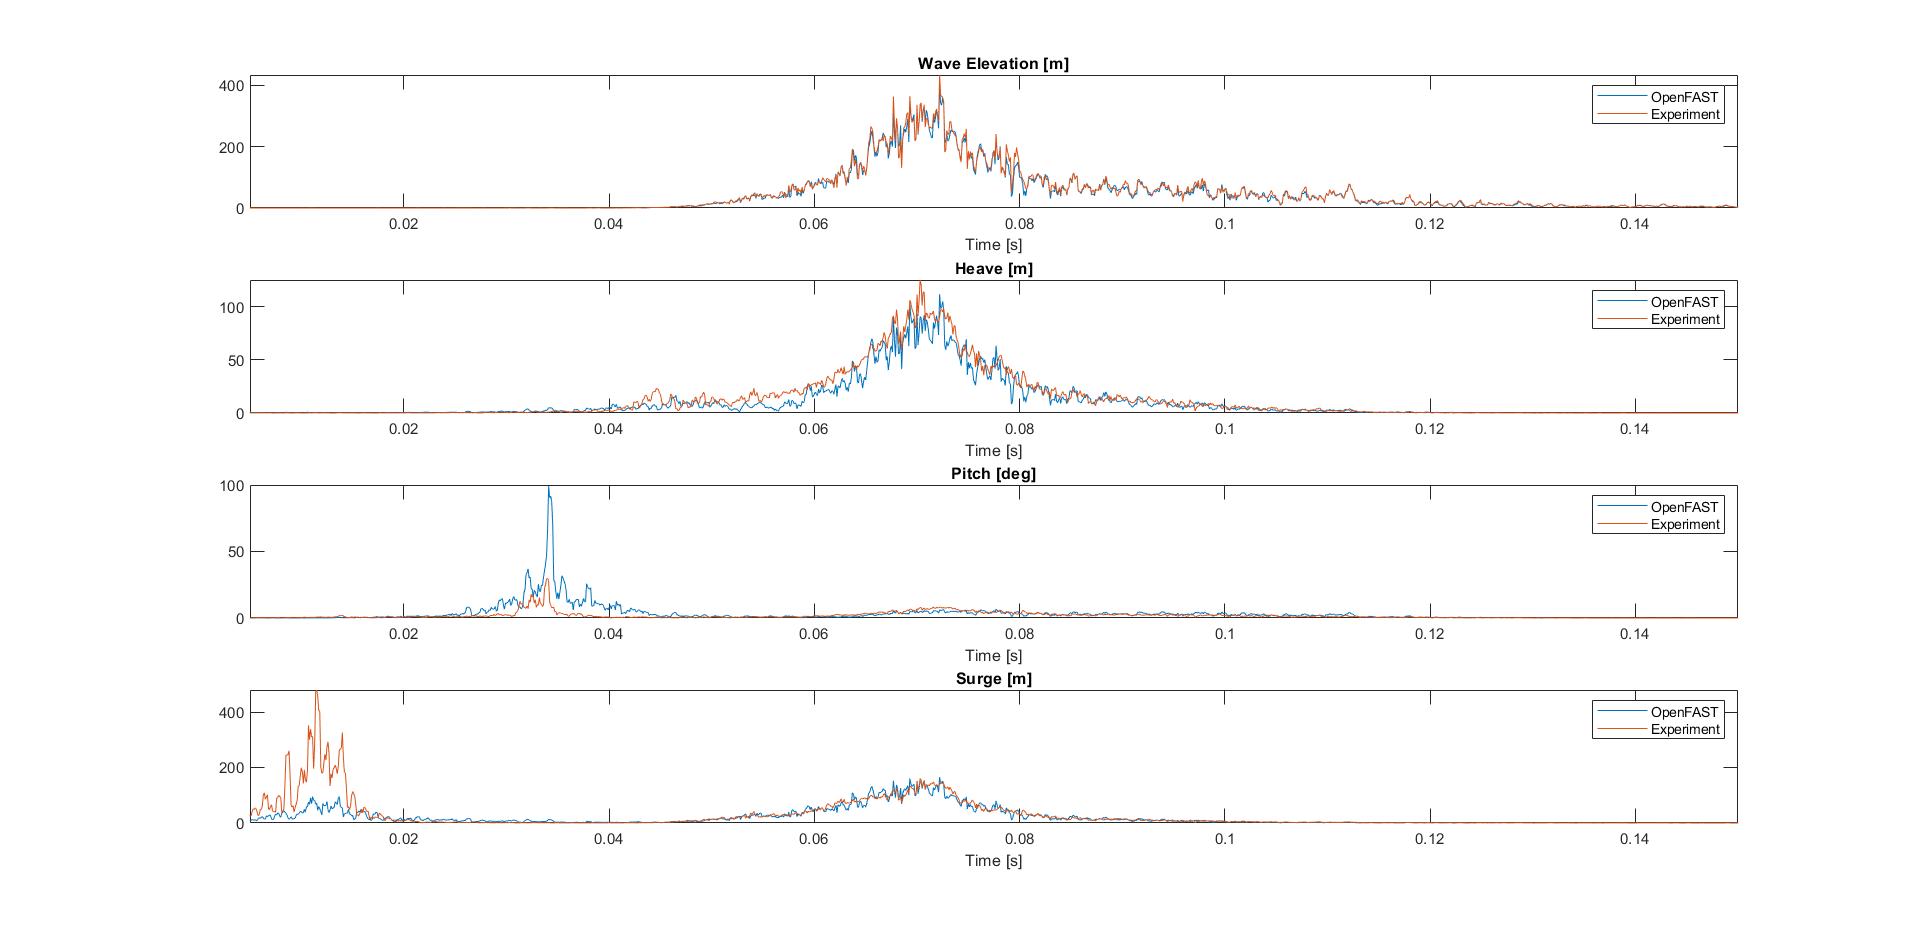 Wave Elevation [m]
400
200
0
OpenFAST
Experiment
0.02 0.04 0.06 0.08 0.1 0.12 0.14
Time [s]
Heave [m]
100
50
0
OpenFAST
Experiment
0.02 0.04 0.06 0.08 0.1 0.12 0.14
Time [s]
Pitch [deg]
100
50
0
OpenFAST
Experiment
0.02 0.04 0.06 0.08 0.1 0.12 0.14
Time [s]
Surge [m]
400
200
0
OpenFAST
Experiment
0.02 0.04 0.06 0.08 0.1 0.12 0.14
Time [s]